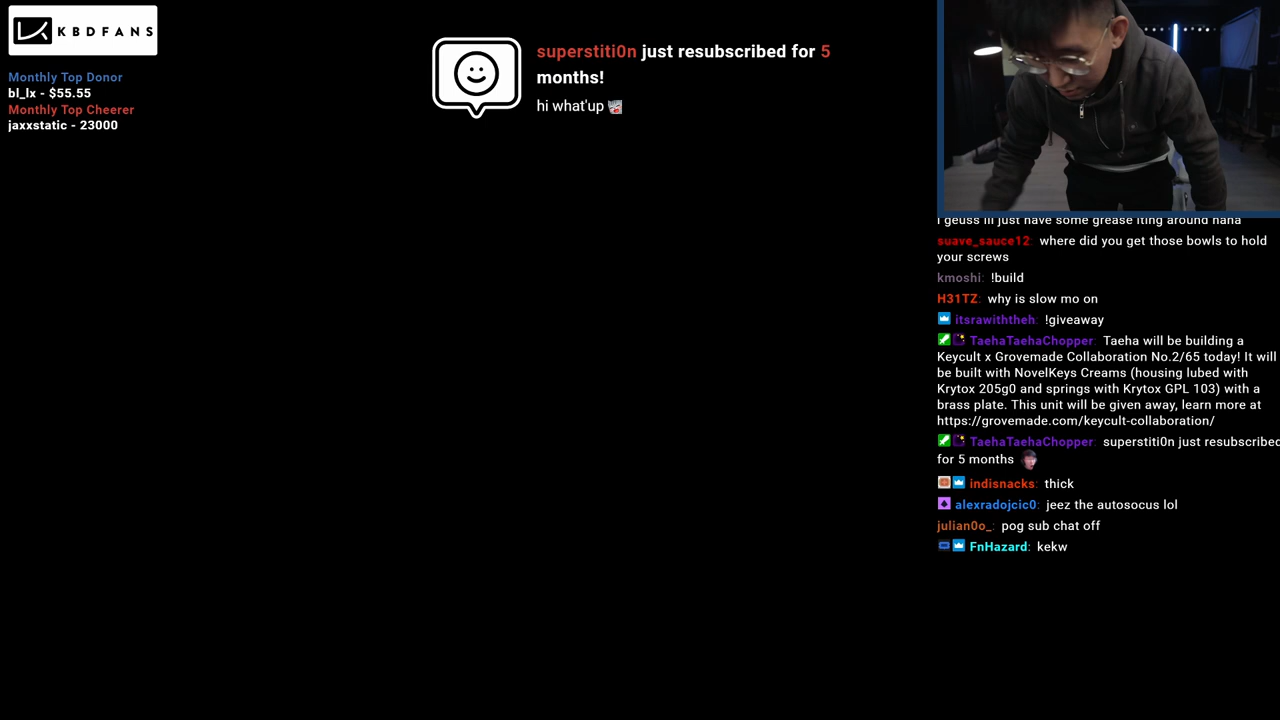 KBDFANS
Monthly Top Donor
bl_lx - $55.55
Monthly Top Cheerer
jaxxstatic - 23000
superstiti0n just resubscribed for 5
months!
hi what'up
i geuss ill just have some grease lting around haha
suave_sauce12: where did you get those bowls to hold
your screws
kmoshi: !build
H31TZ: why is slow mo on
itsrawiththeh: !giveaway
TaehaTaehaChopper: Taeha will be building a
Keycult x Grovemade Collaboration No.2/65 today! It will
be built with NovelKeys Creams (housing lubed with
Krytox 205g0 and springs with Krytox GPL 103) with a
brass plate. This unit will be given away, learn more at
https://grovemade.com/keycult-collaboration/
TaehaTaehaChopper: superstiti0n just resubscribed
for 5 months
indisnacks: thick
alexradojcic0: jeez the autosocus lol
julian0o_: pog sub chat off
FnHazard: kekw